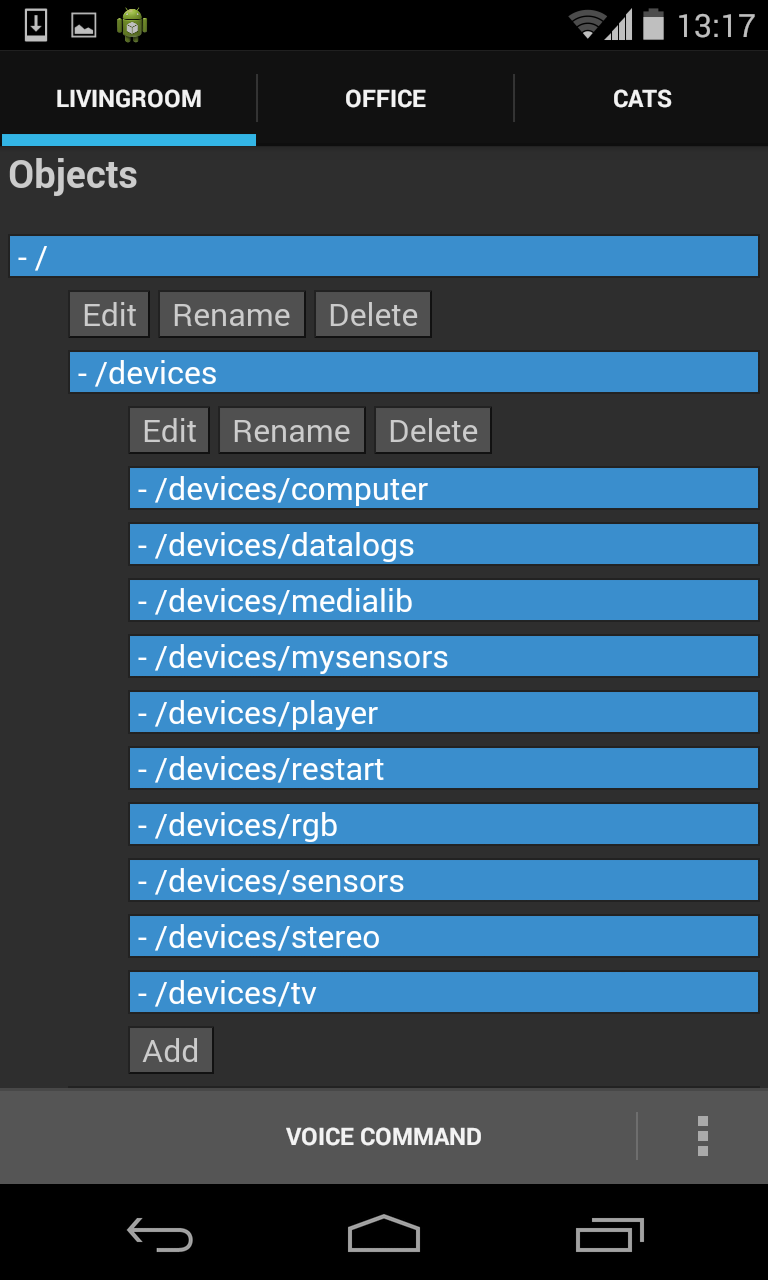 13:17
LIVINGROOM OFFICE CATS
Objects
- /
Edit Rename Delete
- /devices
Edit Rename Delete
- /devices/computer
- /devices/datalogs
- /devices/medialib
- /devices/mysensors
- /devices/player
- /devices/restart
- /devices/rgb
- /devices/sensors
- /devices/stereo
- /devices/tv
Add
VOICE COMMAND